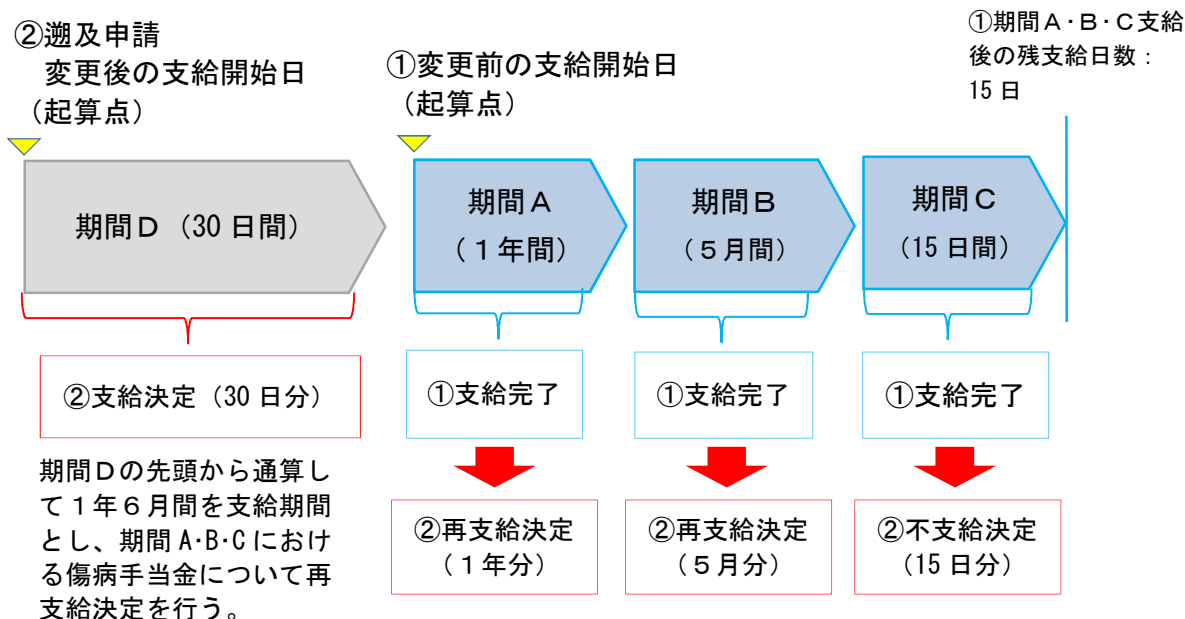 ②遡及申請
変更後の支給開始日
（起算点）
①変更前の支給開始日
（起算点）
①期間Ａ・Ｂ・Ｃ支給
後の残支給日数：
15 日
期間Ｄ（30 日間）
期間Ａ
（１年間）
期間Ｂ
（５月間）
期間Ｃ
（15 日間）
②支給決定（30 日分）
①支給完了
①支給完了
①支給完了
期間Ｄの先頭から通算し
て１年６月間を支給期間
とし、期間 A･B･C におけ
る傷病手当金について再
支給決定を行う。
②再支給決定
（１年分）
②再支給決定
（５月分）
②不支給決定
（15 日分）